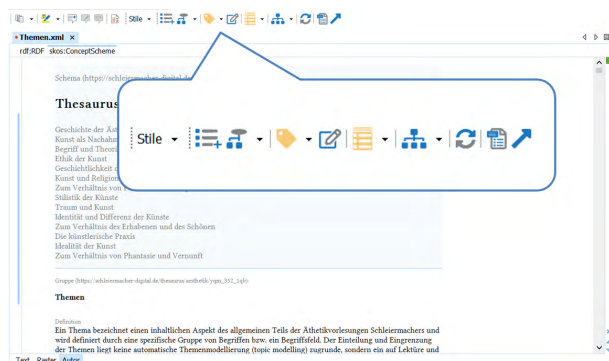 Stile
Themen.xml ×
rdf:RDF skos:ConceptScheme
Schema (https://schleiermacher-digital.de
Thesaurus
Stile
Geschichte der Äst
Kunst als Nachahm
Begriff und Theori
Ethik der Kunst
Geschichtlichkeit d
Kunst und Religion
Zum Verhältnis von
Stilistik der Künste
Traum und Kunst
Identität und Differenz der Künste
Zum Verhältnis des Erhabenen und des Schönen
Die künstlerische Praxis
Idealität der Kunst
Zum Verhältnis von Phantasie und Vernunft
Gruppe (https://schleiermacher-digital.de/thesaurus/aesthetik/
Themen
Definition
Ein Thema bezeichnet einen inhaltlichen Aspekt des allgemeinen Teils der Äthetikvorlesungen Schleiermachers und
wird definiert durch eine spezifische Gruppe von Begriffen bzw. ein Begriffsfeld. Der Einteilung und Eingrenzung
der Themen liegt keine automatische Themenmodellierung (topic modelling) zugrunde, sondern ein auf Lektüre und
Text Raster Autor